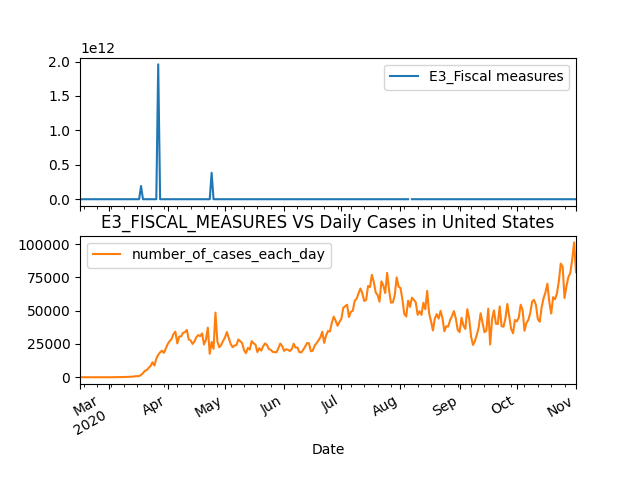 1e12
2.0
1.5
1.0
0.5
0.0
E3_Fiscal measures
E3_FISCAL_MEASURES VS Daily Cases in United States
100000
75000
50000
25000
0
number_of_cases_each_day
Mar
2020
Apr
May
Jun
Jul
Aug
Sep
Oct
Nov
Date